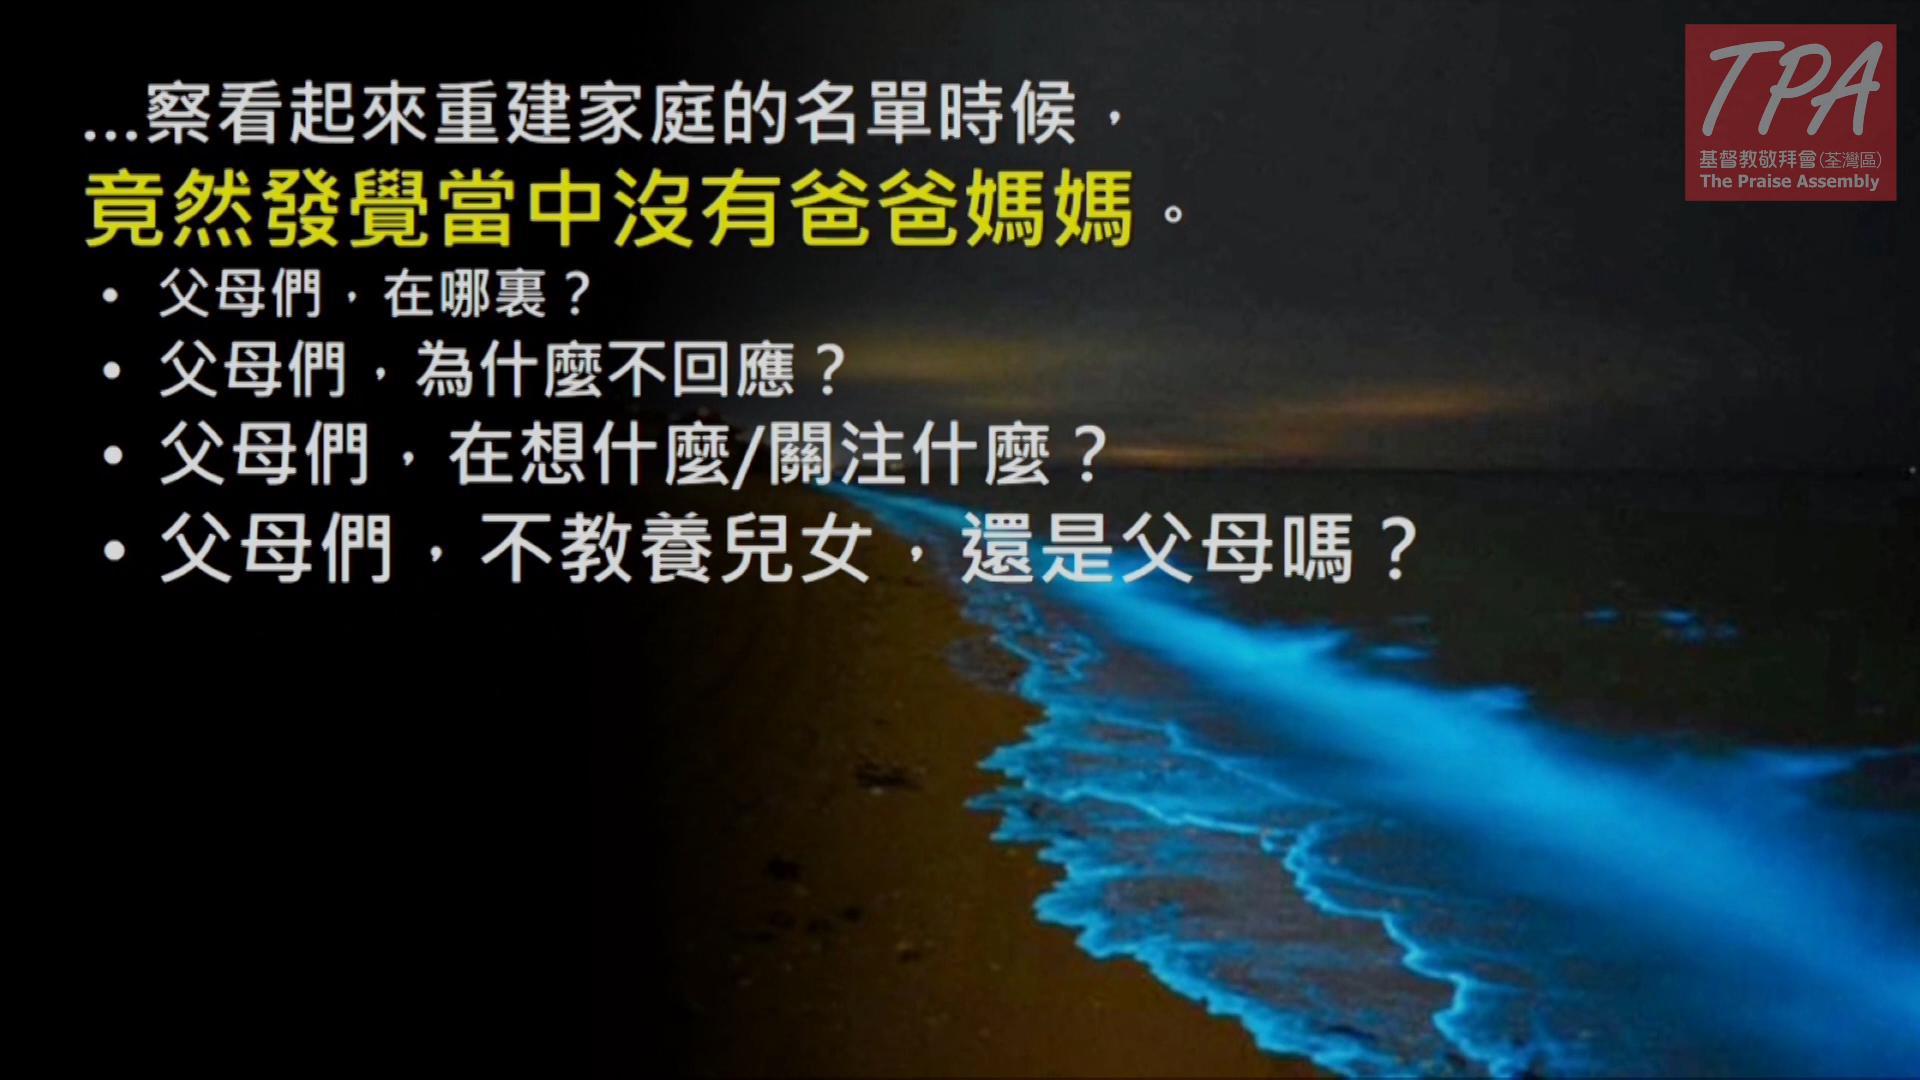 ...察看起來重建家庭的名單時候，
竟然發覺當中沒有爸爸媽媽。
• 父母們，在哪裏？
• 父母們，為什麼不回應？
• 父母們，在想什麼/關注什麼？
• 父母們，不教養兒女，還是父母嗎？
TPA
基督教敬拜會(荃灣區)
The Praise Assembly